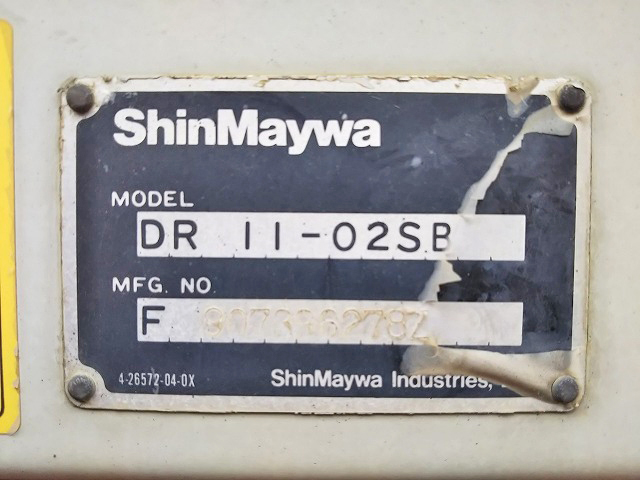 ShinMaywa
MODEL
DR 11-02SB
MFG. NO.
F
4-26572-04-0X
ShinMaywa Industries,